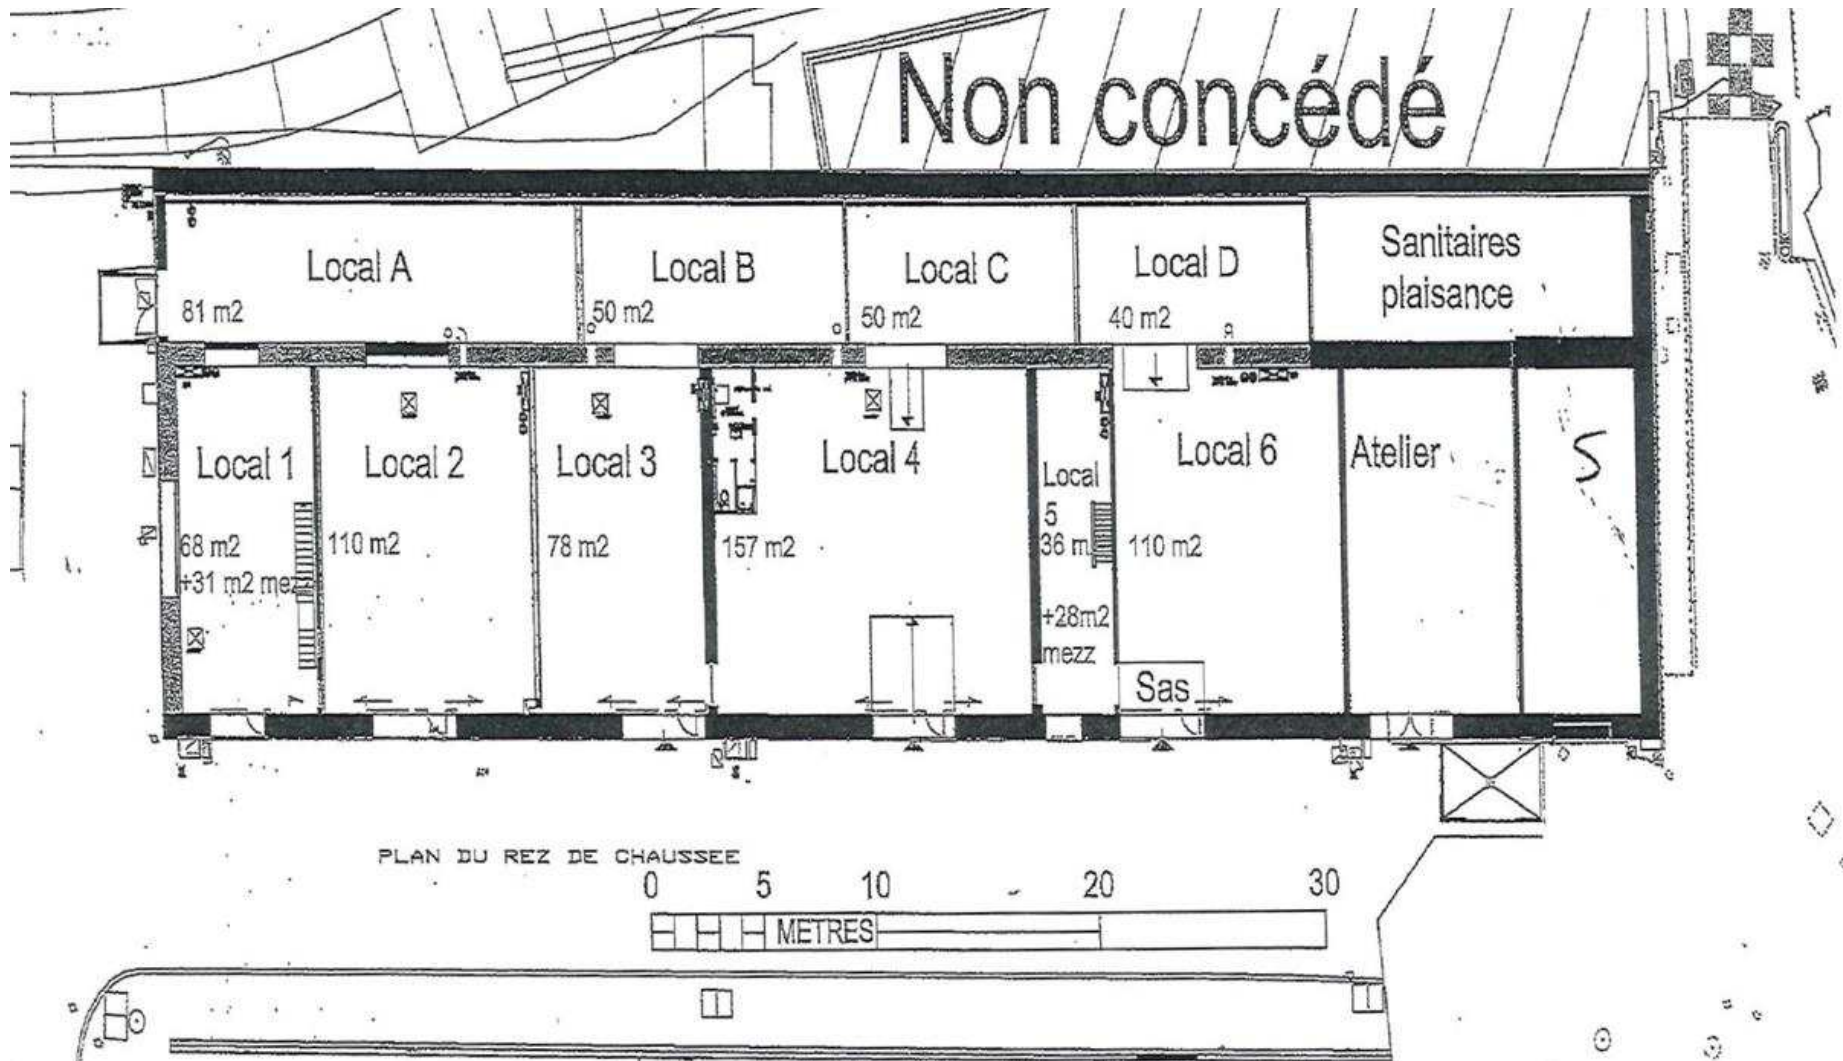 Non concédé
Local A
81 m2
Local B
50 m2
Local C
50 m2
Local D
40 m2
Sanitaires
plaisance
Local 1
68 m2
+31 m2 mez
Local 2
110 m2
Local 3
78 m2
Local 4
157 m2
Local
5
36 m
+28m2
mezz
Local 6
110 m2
Sas
Atelier
S
PLAN DU REZ DE CHAUSSEE
0 5 10 20 30
METRES